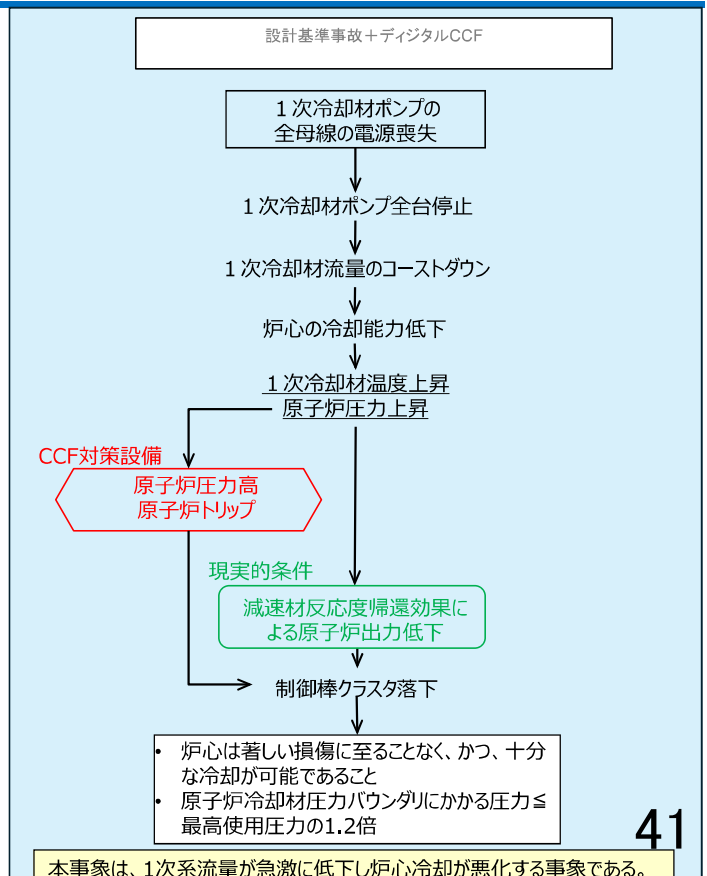 設計基準事故＋ディジタルCCF
１次冷却材ポンプの
全母線の電源喪失
１次冷却材ポンプ全台停止
１次冷却材流量のコーストダウン
炉心の冷却能力低下
１次冷却材温度上昇
原子炉圧力上昇
CCF対策設備
原子炉圧力高
原子炉トリップ
現実的条件
減速材反応度帰還効果に
よる原子炉出力低下
制御棒クラスタ落下
• 炉心は著しい損傷に至ることなく、かつ、十分
な冷却が可能であること
• 原子炉冷却材圧力バウンダリにかかる圧力≦
最高使用圧力の1.2倍
41
本事象は、1次系流量が急激に低下し炉心冷却が悪化する事象である。